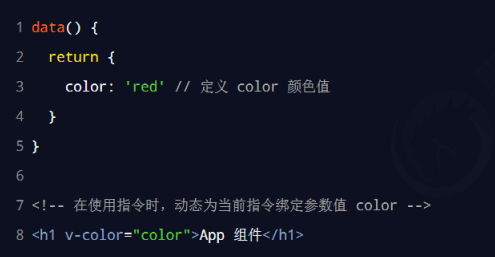 1 data() {
2 return {
3 color: 'red' // 定义 color 颜色值
4 }
5 }
6
7 <!-- 在使用指令时，动态为当前指令绑定参数值 color -->
8 <h1 v-color="color">App 组件</h1>